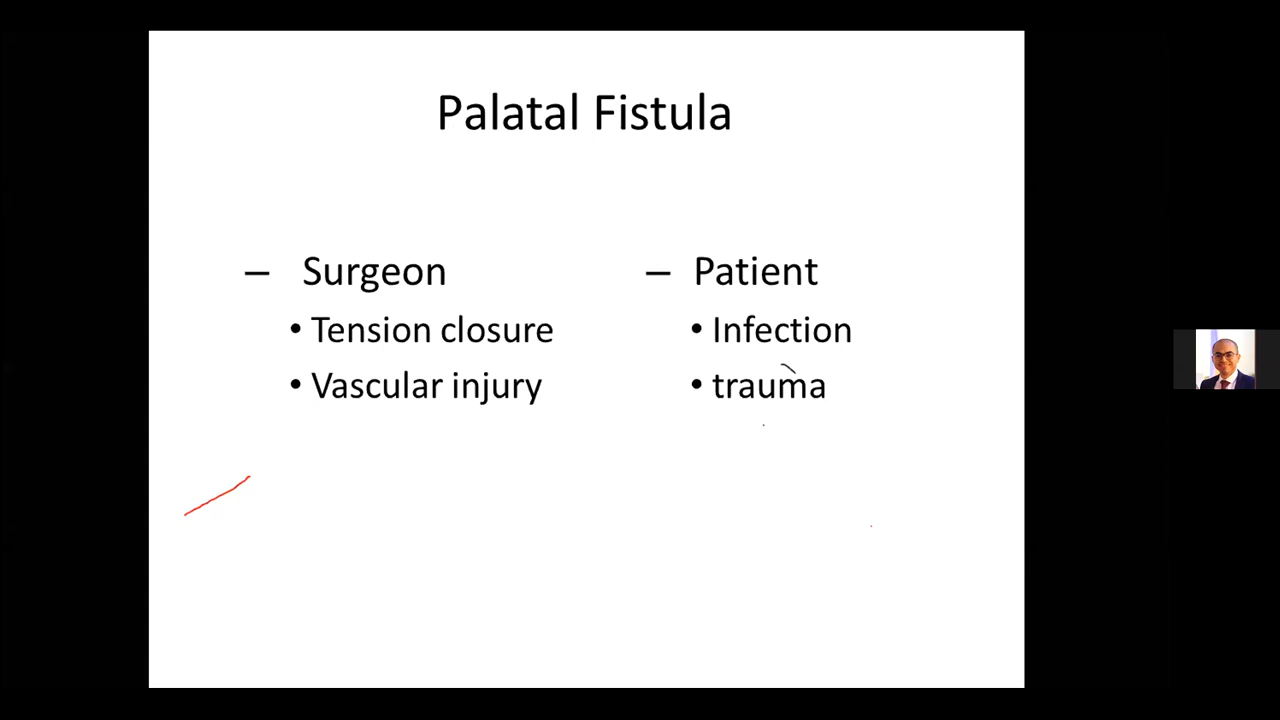 Palatal Fistula
– Surgeon
• Tension closure
• Vascular injury
– Patient
• Infection
• trauma